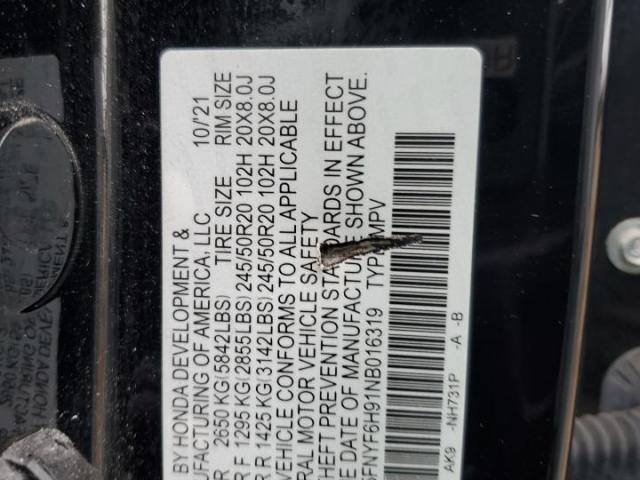 BY HONDA DEVELOPMENT & 10/'21
UFACTURING OF AMERICA, LLC
R 2650 KG(5842LBS) TIRE SIZE RIM SIZE
R F 1295 KG(2855LBS) 245/50R20 102H 20X8.0J
R R 1425 KG(3142LBS) 245/50R20 102H 20X8.0J
VEHICLE CONFORMS TO ALL APPLICABLE
RAL MOTOR VEHICLE SAFETY
THEFT PREVENTION STANDARDS IN EFFECT
E DATE OF MANUFACTURE SHOWN ABOVE.
5FNYF6H91NB016319 TYPE: MPV
AK9 -NH731P -A -B